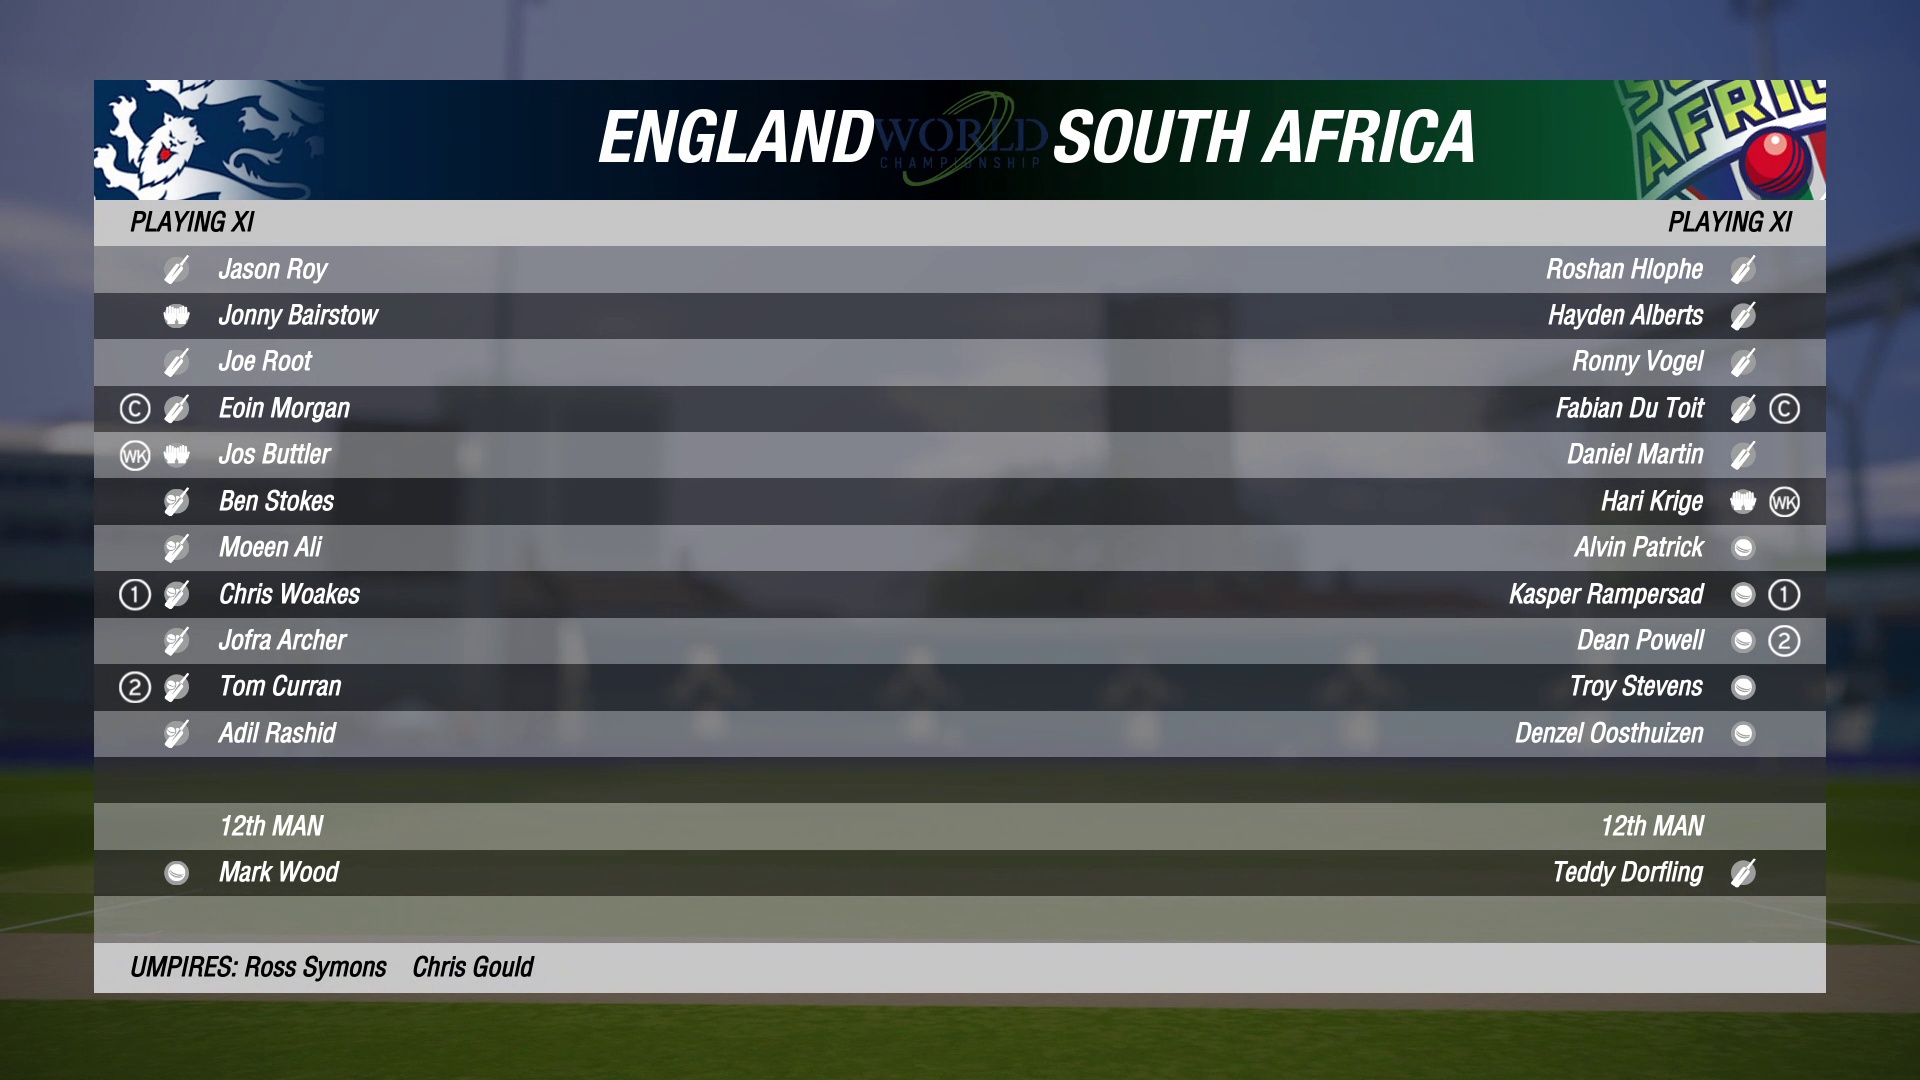 ENGLAND WORLD CHAMPIONSHIP SOUTH AFRICA
SOUTH AFRICA
PLAYING XI PLAYING XI
Jason Roy Roshan Hlophe
Jonny Bairstow Hayden Alberts
Joe Root Ronny Vogel
C Eoin Morgan Fabian Du Toit C
WK Jos Buttler Daniel Martin
Ben Stokes Hari Krige WK
Moeen Ali Alvin Patrick
1 Chris Woakes Kasper Rampersad 1
Jofra Archer Dean Powell 2
2 Tom Curran Troy Stevens
Adil Rashid Denzel Oosthuizen
12th MAN 12th MAN
Mark Wood Teddy Dorfling
UMPIRES: Ross Symons Chris Gould